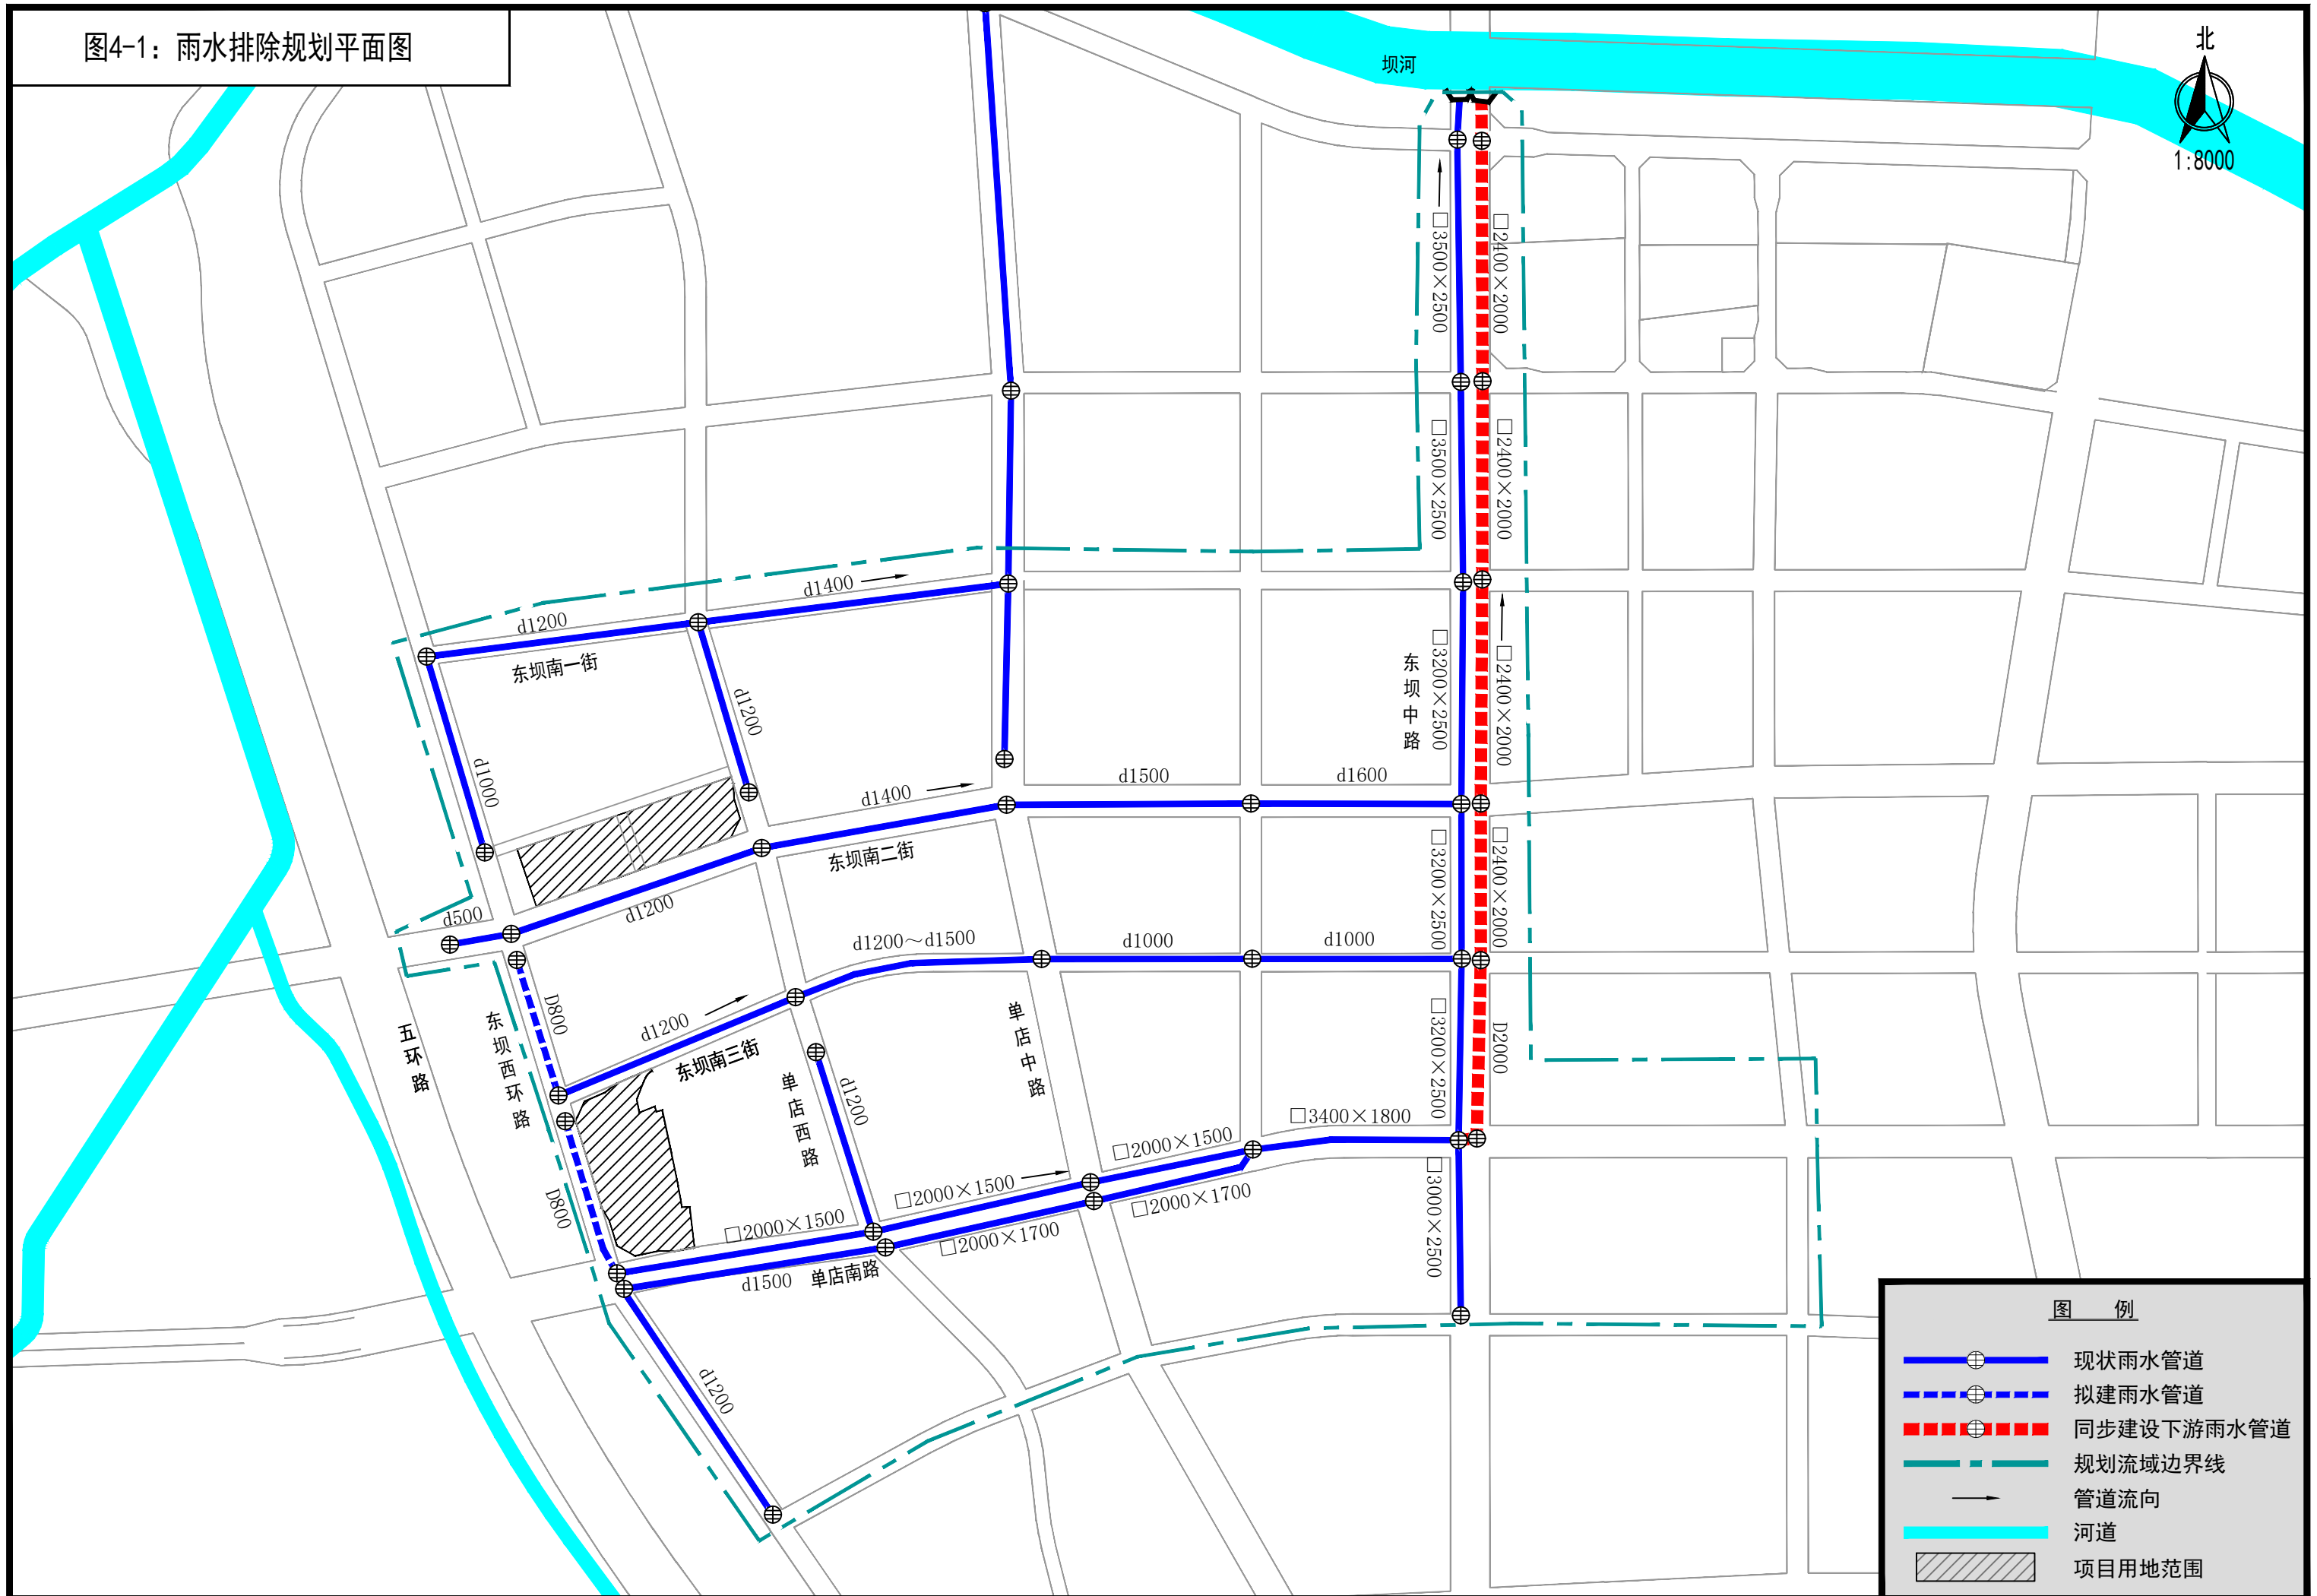 图4-1：雨水排除规划平面图
坝河
北
1:8000
□3500×2500
□2400×2000
□3500×2500
□2400×2000
d1400
d1200
东坝南一街
d1200
d1000
东坝中路
□3200×2500
□2400×2000
d1400
d1500
d1600
东坝南二街
d1200
d500
□3200×2500
□2400×2000
d1200～d1500
d1000
d1000
D800
d1200
东坝南三街
五环路
东坝西环路
单店西路
单店中路
d1200
□3200×2500
D2000
□3400×1800
□2000×1500
□2000×1500
□2000×1500
□2000×1700
□2000×1700
D800
d1500
单店南路
□3000×2500
d1200
图 例
现状雨水管道
拟建雨水管道
同步建设下游雨水管道
规划流域边界线
管道流向
河道
项目用地范围